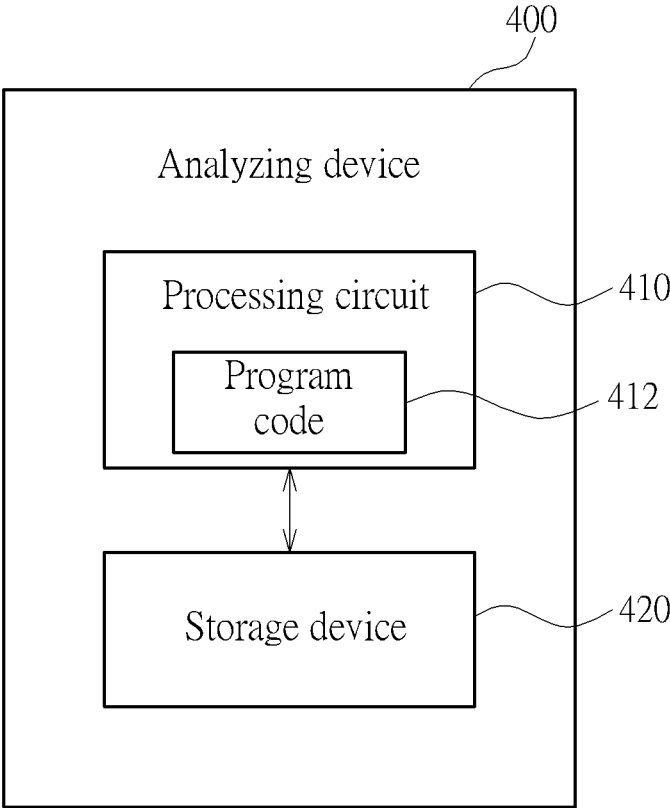 400
Analyzing device
Processing circuit
410
Program
code
412
Storage device
420